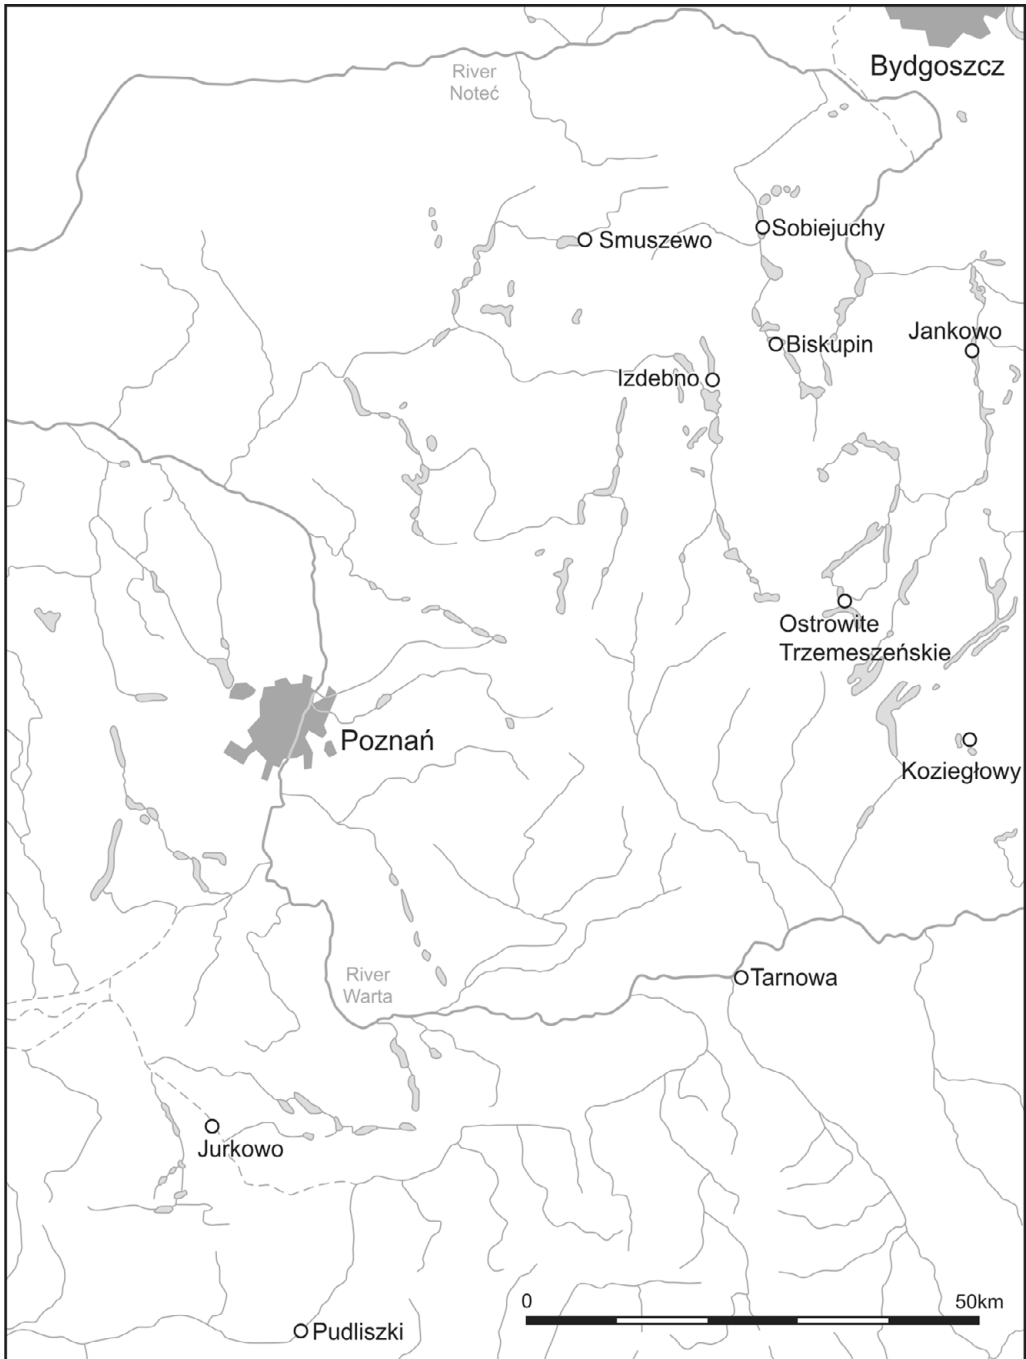 Bydgoszcz
River
Noteć
Sobiejuchy
Smuszewo
Jankowo
Biskupin
Izdebno
Ostrowite
Trzemeszeńskie
Poznań
Koziegłowy
River
Warta
Tarnowa
Jurkowo
0
50km
Pudliszki